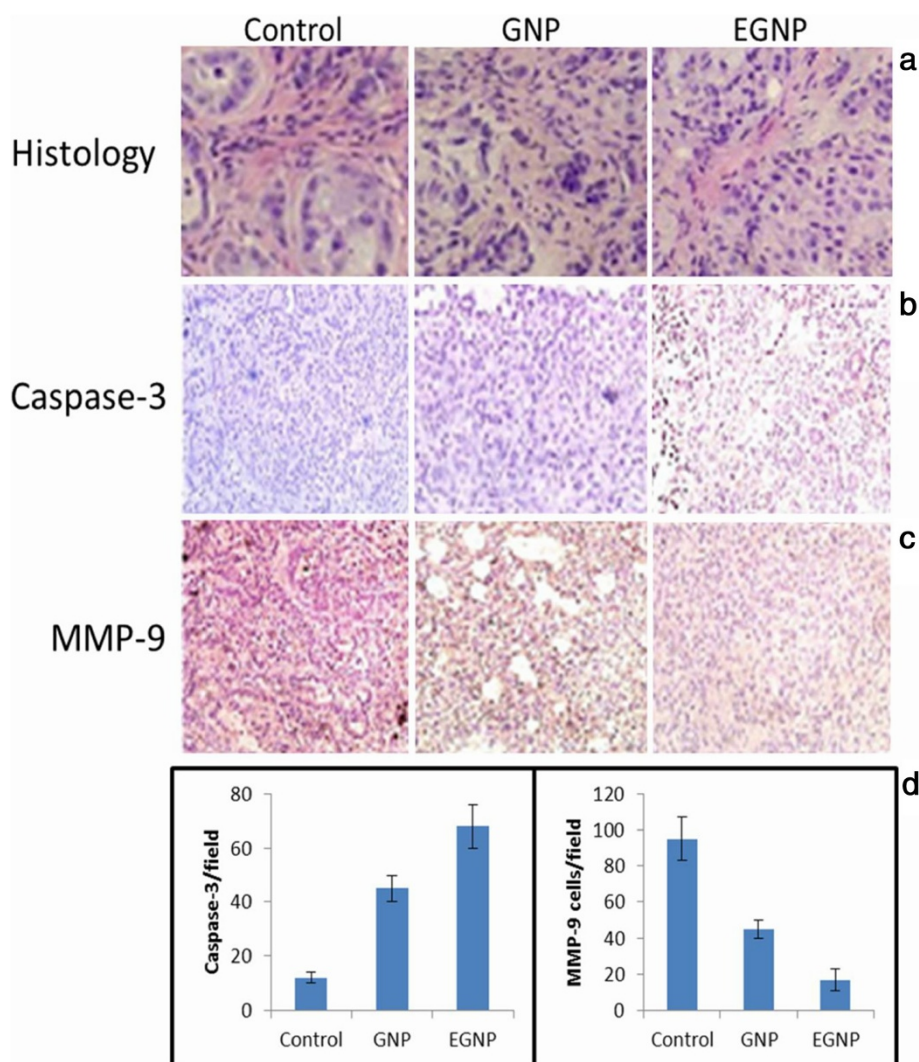 Control GNP EGNP
a
Histology
b
Caspase-3
c
MMP-9
d
80
60
40
20
0
Caspase-3/field
Control GNP EGNP
120
100
80
60
40
20
0
MMP-9 cells/field
Control GNP EGNP